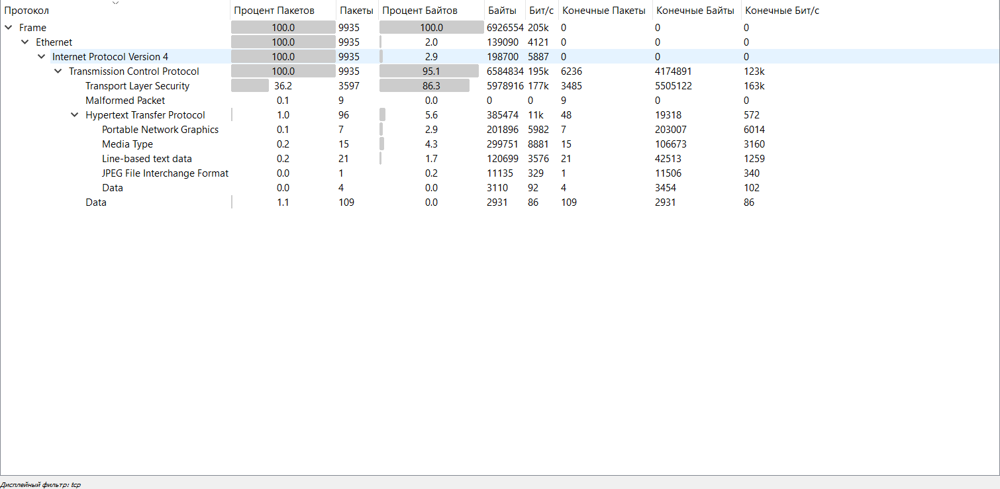 Протокол Процент Пакетов Пакеты Процент Байтов Байты Бит/с Конечные Пакеты Конечные Байты Конечные Бит/с
Frame 100.0 9935 100.0 6926554 205k 0 0 0
Ethernet 100.0 9935 2.0 139090 4121 0 0 0
Internet Protocol Version 4 100.0 9935 2.9 198700 5887 0 0 0
Transmission Control Protocol 100.0 9935 95.1 6584834 195k 6236 4174891 123k
Transport Layer Security 36.2 3597 86.3 5978916 177k 3485 5505122 163k
Malformed Packet 0.1 9 0.0 0 0 9 0 0
Hypertext Transfer Protocol 1.0 96 5.6 385474 11k 48 19318 572
Portable Network Graphics 0.1 7 2.9 201896 5982 7 203007 6014
Media Type 0.2 15 4.3 299751 8881 15 106673 3160
Line-based text data 0.2 21 1.7 120699 3576 21 42513 1259
JPEG File Interchange Format 0.0 1 0.2 11135 329 1 11506 340
Data 0.0 4 0.0 3110 92 4 3454 102
Data 1.1 109 0.0 2931 86 109 2931 86
Дисплейный фильтр: tcp